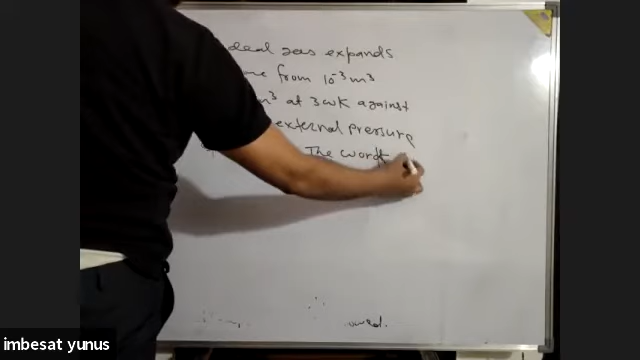 deal gas expands
from 10⁻³ m³
m³ at 300K against
external pressure
The work
imbesat yunus